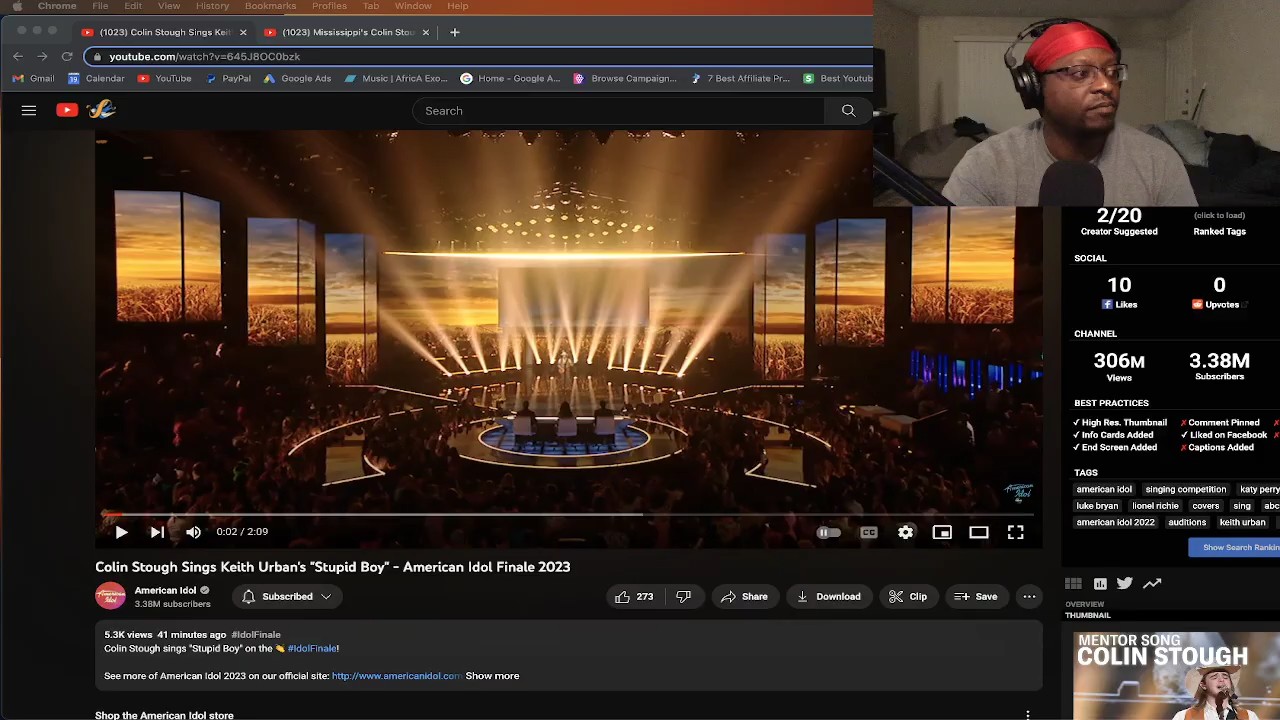 Chrome File Edit View History Bookmarks Profiles Tab Window Help
(1023) Colin Stough Sings Keit
(1023) Mississippi's Colin Stou
youtube.com/watch?v=645J8OC0bzk
Gmail Calendar YouTube PayPal Google Ads Music | AfricA Exo... Home - Google A... Browse Campaign... 7 Best Affiliate Pr... Best Youtub
Search
2/20
Creator Suggested
(click to load)
Ranked Tags
SOCIAL
10
Likes
0
Upvotes
CHANNEL
306M
Views
3.38M
Subscribers
BEST PRACTICES
✓ High Res. Thumbnail ✗ Comment Pinned
✓ Info Cards Added ✓ Liked on Facebook
✓ End Screen Added ✗ Captions Added
TAGS
american idol singing competition katy perry
luke bryan lionel richie covers sing abc
american idol 2022 auditions keith urban
Show Search Rankin
American Idol
0:02 / 2:09
CC
Colin Stough Sings Keith Urban's “Stupid Boy” - American Idol Finale 2023
American Idol
3.38M subscribers
Subscribed
273
Share
Download
Clip
Save
5.3K views 41 minutes ago #IdolFinale
Colin Stough sings "Stupid Boy" on the 👏 #IdolFinale!
See more of American Idol 2023 on our official site: http://www.americanidol.com Show more
Shop the American Idol store
OVERVIEW
THUMBNAIL
MENTOR SONG
COLIN STOUGH